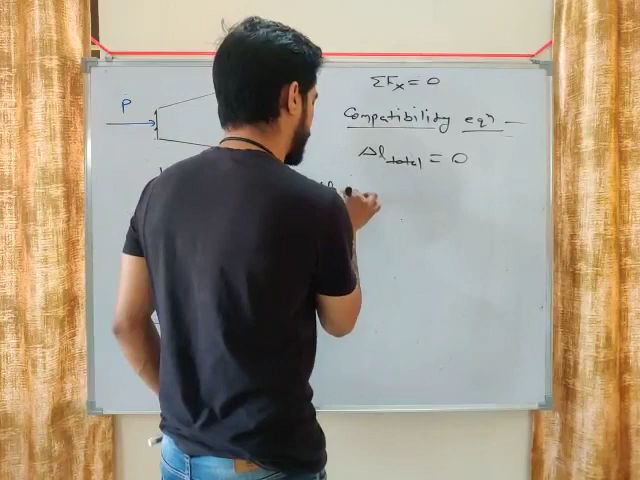 P
ΣFx = 0
Compatibility eqn —
Δl total = 0